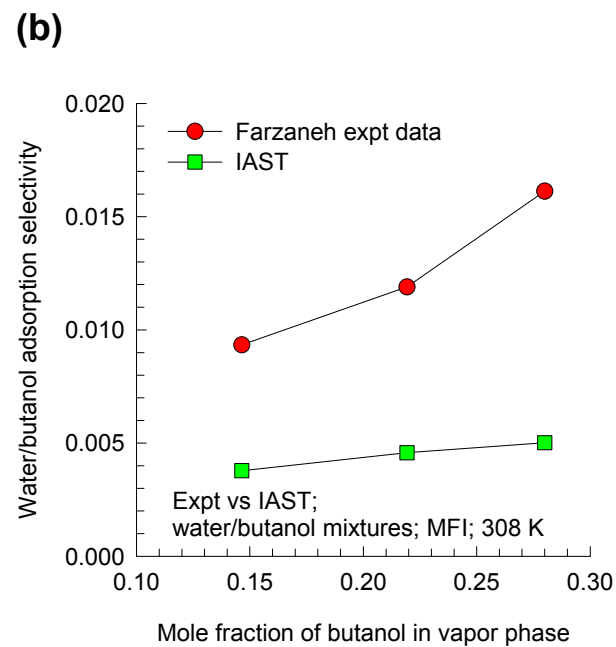 (b)
Water/butanol adsorption selectivity
0.020
0.015
0.010
0.005
0.000
Farzaneh expt data
IAST
Expt vs IAST;
water/butanol mixtures; MFI; 308 K
0.10 0.15 0.20 0.25 0.30
Mole fraction of butanol in vapor phase